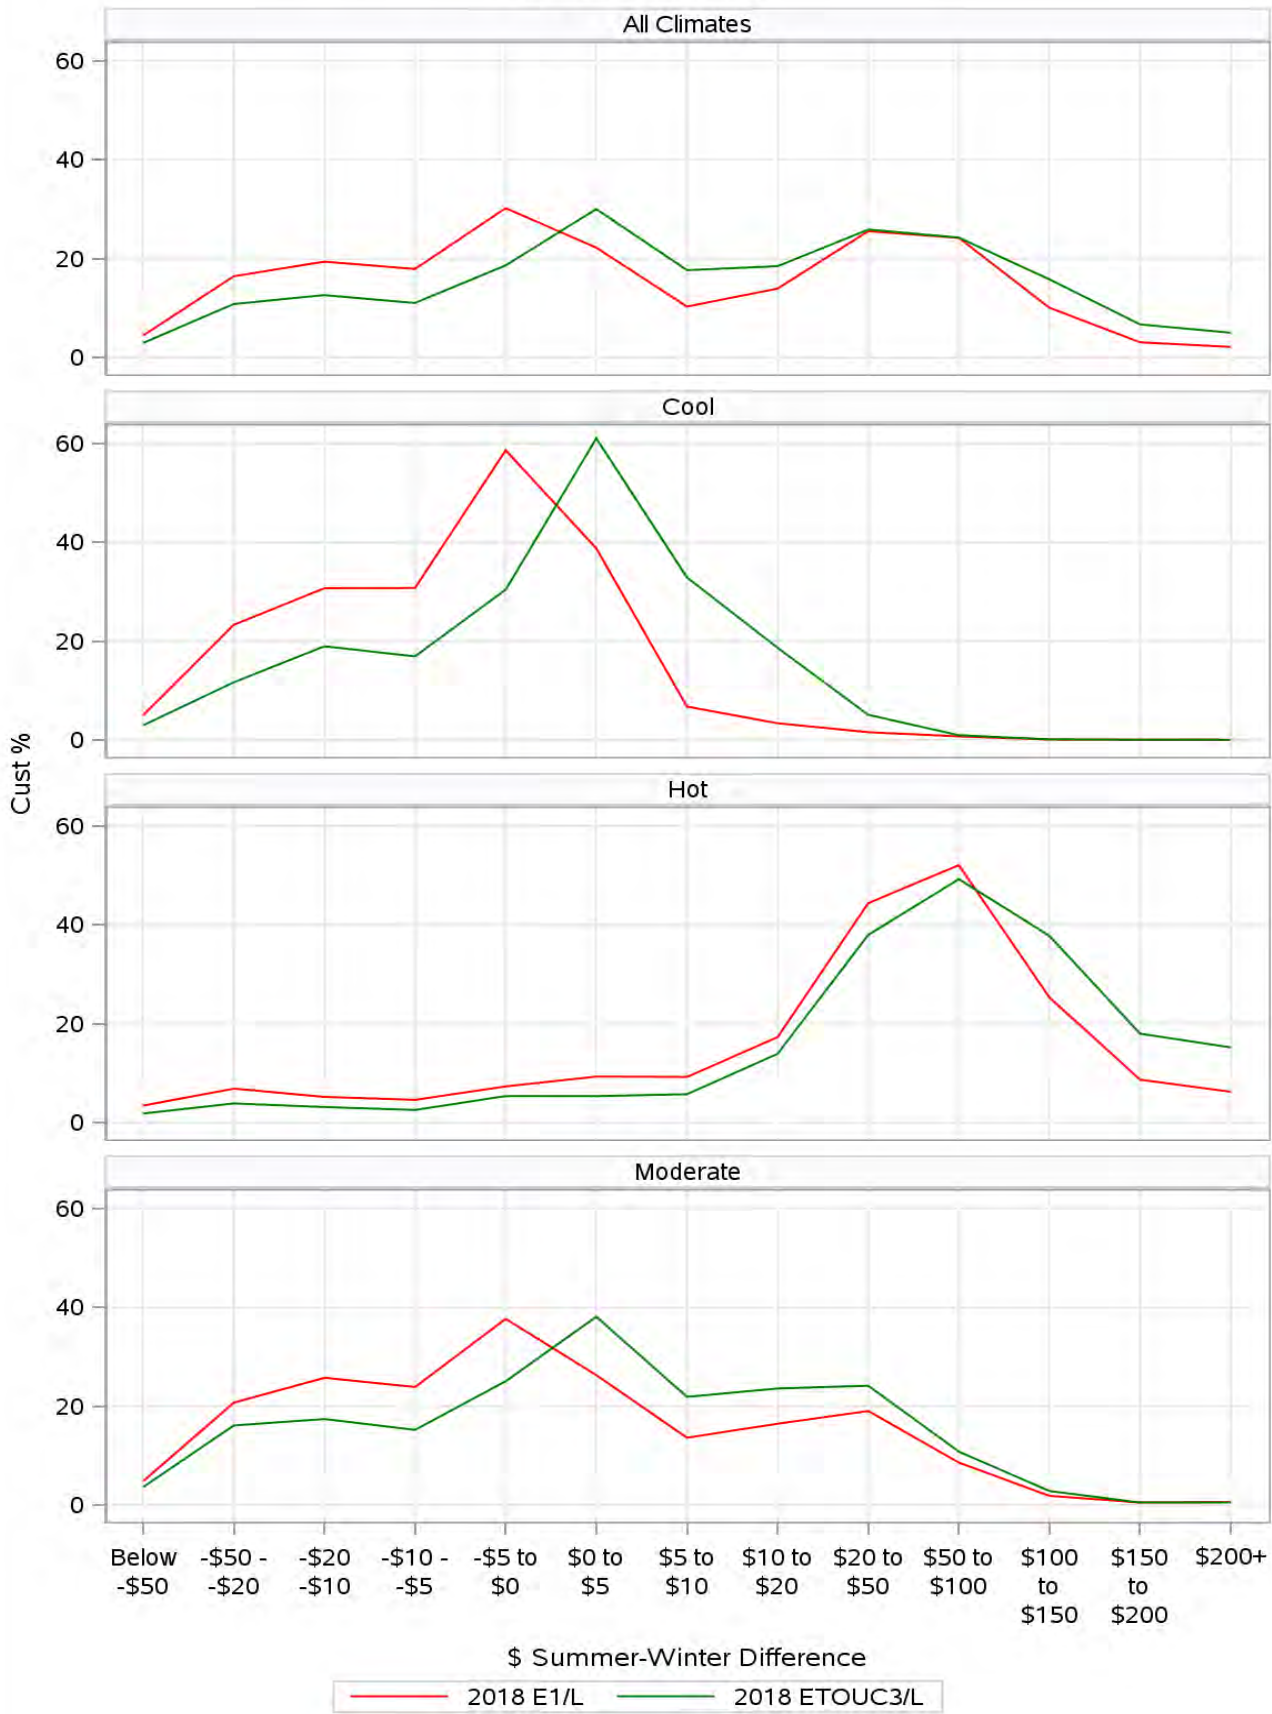 All Climates
60
40
20
0
Cool
60
40
20
0
Hot
60
40
20
0
Moderate
60
40
20
0
Cust %
Below -$50 - -$20 -$10 - -$5 to $0 to $5 to $10 to $20 to $50 to $100 $150 $200+
-$50 -$20 -$10 -$5 $0 $5 $10 $20 $50 $100 to to
$150 $200
$ Summer-Winter Difference
2018 E1/L 2018 ETOUC3/L